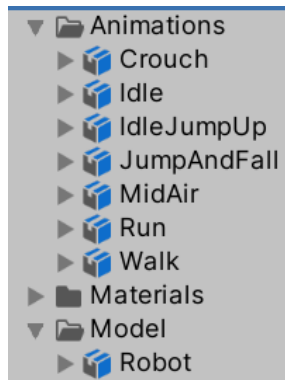 Animations
Crouch
Idle
IdleJumpUp
JumpAndFall
MidAir
Run
Walk
Materials
Model
Robot